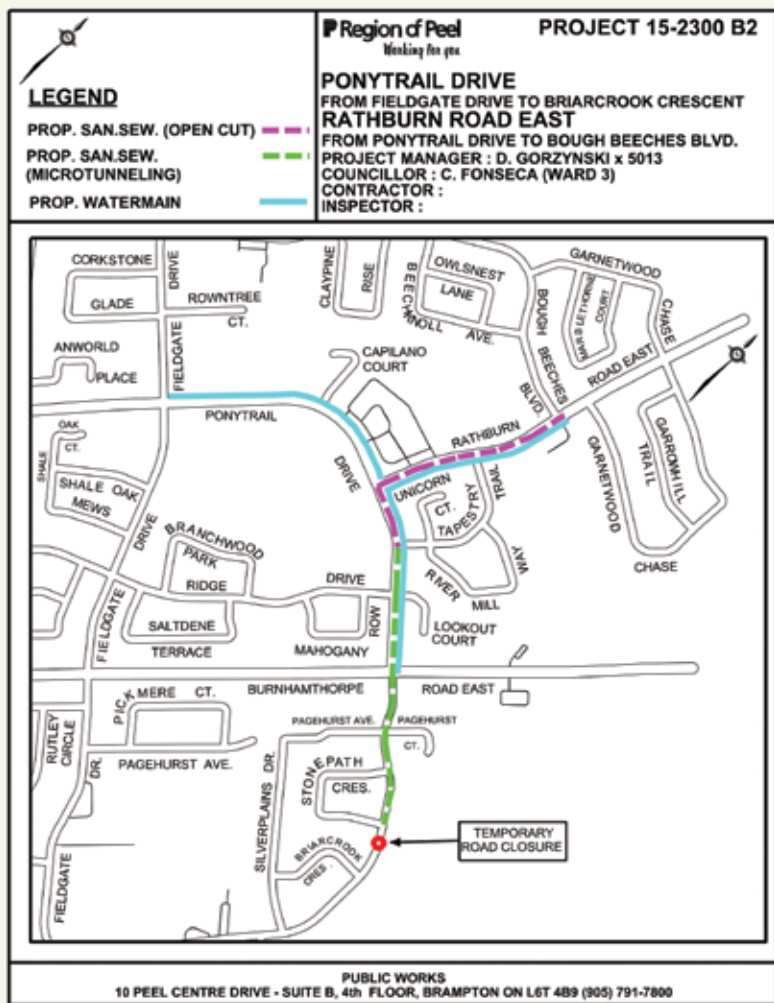 LEGEND
PROP. SAN.SEW. (OPEN CUT)
PROP. SAN.SEW.
(MICROTUNNELING)
PROP. WATERMAIN
Region of Peel
Working for you
PROJECT 15-2300 B2
PONYTRAIL DRIVE
FROM FIELDGATE DRIVE TO BRIARCROOK CRESCENT
RATHBURN ROAD EAST
FROM PONYTRAIL DRIVE TO BOUGH BEECHES BLVD.
PROJECT MANAGER : D. GORZYNSKI x 5013
COUNCILLOR : C. FONSECA (WARD 3)
CONTRACTOR :
INSPECTOR :
CORKSTONE
GLADE
DRIVE
FIELDGATE
ROWNTREE
CT.
ANWORLD
PLACE
CLAYPINE
RISE
BEECHKNOLL
AVE.
OWLSNEST
LANE
BOUGH
BEECHES
BLVD.
GARNETWOOD
CHASE
MARBLETHORNE
COURT
ROAD EAST
CAPILANO
COURT
PONYTRAIL
DRIVE
RATHBURN
UNICORN
CT.
TAPESTRY
TRAIL
GARNETWOOD
CHASE
GARROWHILL
TRAIL
OAK
CT.
SHALE
SHALE OAK
MEWS
DRIVE
FIELDGATE
BRANCHWOOD
PARK
RIDGE
DRIVE
SALTDENE
TERRACE
MAHOGANY
ROW
RIVER
MILL
WAY
LOOKOUT
COURT
BURNHAMTHORPE
ROAD EAST
PICKMERE CT.
RUTLEY
CIRCLE
DR.
PAGEHURST AVE.
FIELDGATE
PAGEHURST AVE.
PAGEHURST
CT.
SILVERPLAINS DR.
STONEPATH
CRES.
BRIARCROOK
CRES.
TEMPORARY
ROAD CLOSURE
PUBLIC WORKS
10 PEEL CENTRE DRIVE - SUITE B, 4th FLOOR, BRAMPTON ON L6T 4B9 (905) 791-7800